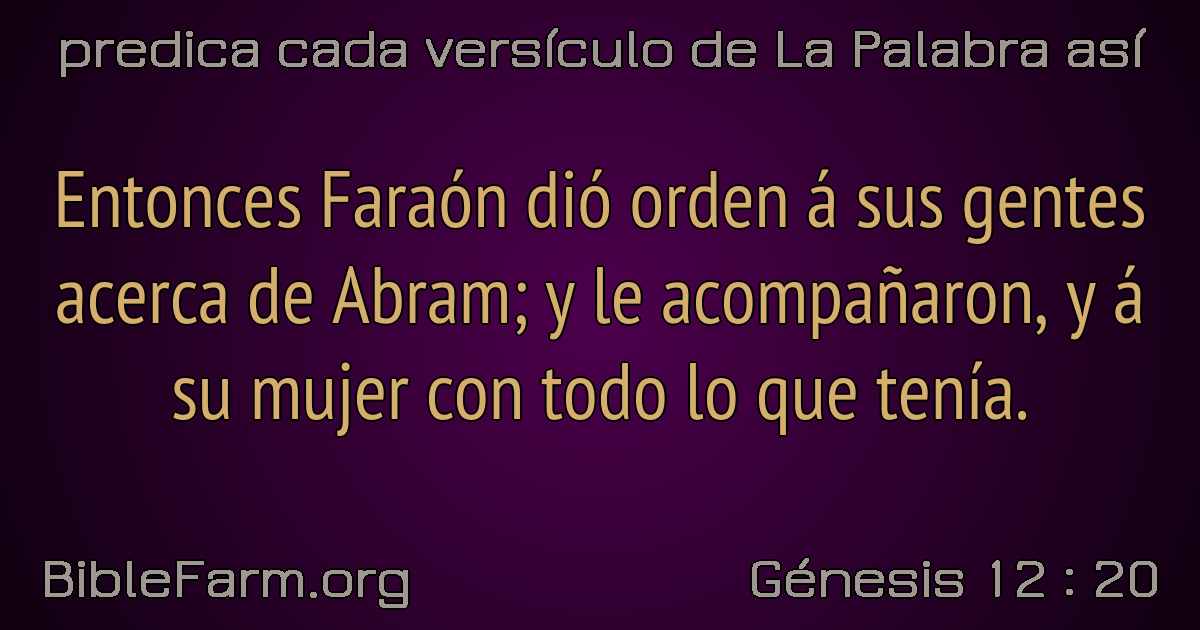 predica cada versículo de La Palabra así
Entonces Faraón dió orden á sus gentes
acerca de Abram; y le acompañaron, y á
su mujer con todo lo que tenía.
BibleFarm.org
Génesis 12 : 20